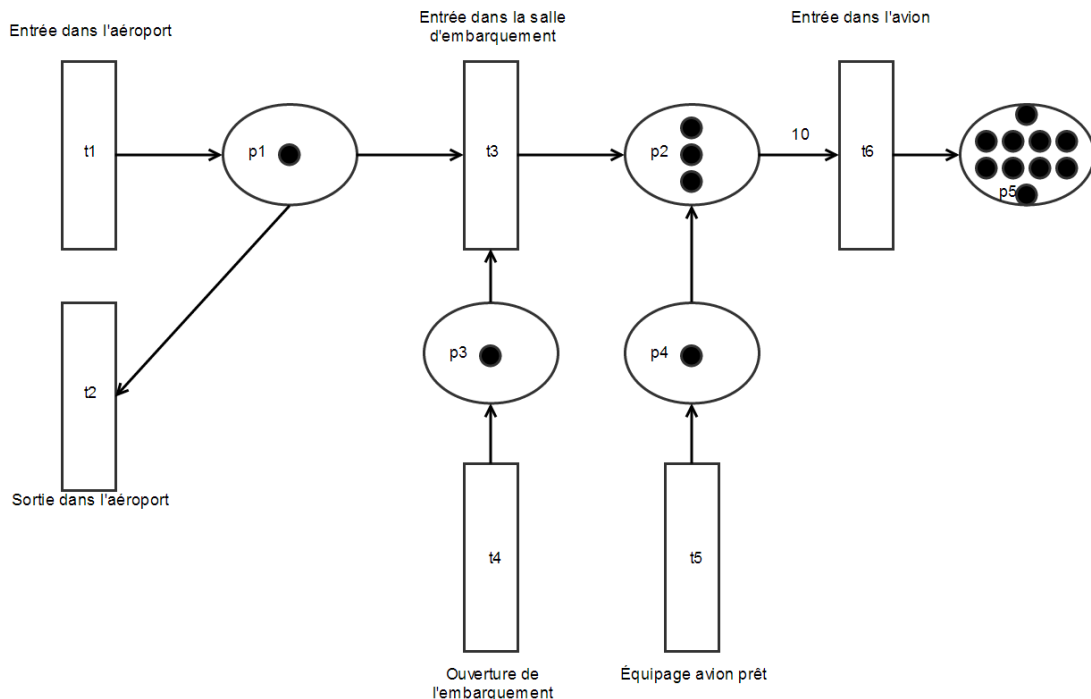 Entrée dans l'aéroport
Entrée dans la salle
d'embarquement
Entrée dans l'avion
t1
p1
t3
p2
10
t6
p5
t2
p3
p4
Sortie dans l'aéroport
t4
t5
Ouverture de
l'embarquement
Équipage avion prêt